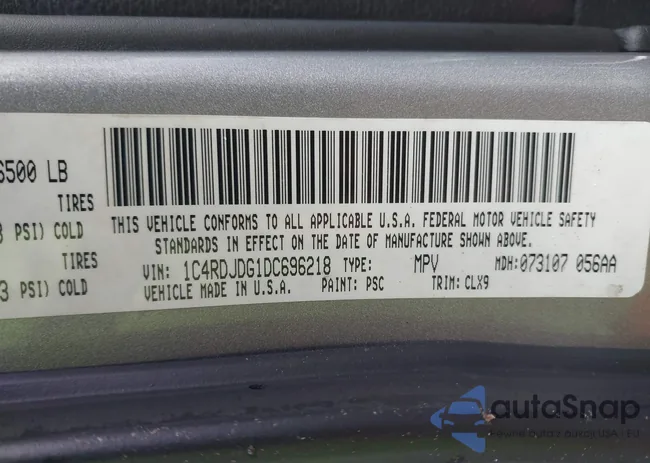 6500 LB
TIRES
PSI) COLD
TIRES
3 PSI) COLD
THIS VEHICLE CONFORMS TO ALL APPLICABLE U.S.A. FEDERAL MOTOR VEHICLE SAFETY
STANDARDS IN EFFECT ON THE DATE OF MANUFACTURE SHOWN ABOVE.
VIN: 1C4RDJDG1DC696218 TYPE: MPV MDH: 073107 056AA
VEHICLE MADE IN U.S.A. PAINT: PSC TRIM: CLX9
autoSnap